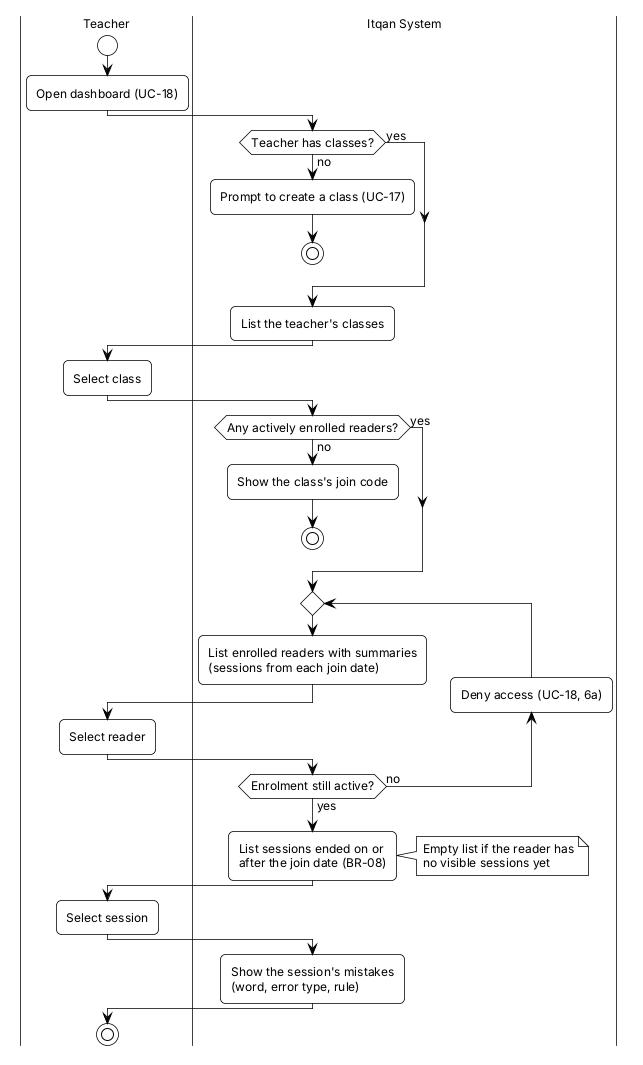 Teacher
Itqan System
Open dashboard (UC-18)
Teacher has classes?
yes
no
Prompt to create a class (UC-17)
List the teacher's classes
Select class
Any actively enrolled readers?
yes
no
Show the class's join code
List enrolled readers with summaries
(sessions from each join date)
Deny access (UC-18, 6a)
Select reader
Enrolment still active?
no
yes
List sessions ended on or
after the join date (BR-08)
Empty list if the reader has
no visible sessions yet
Select session
Show the session's mistakes
(word, error type, rule)